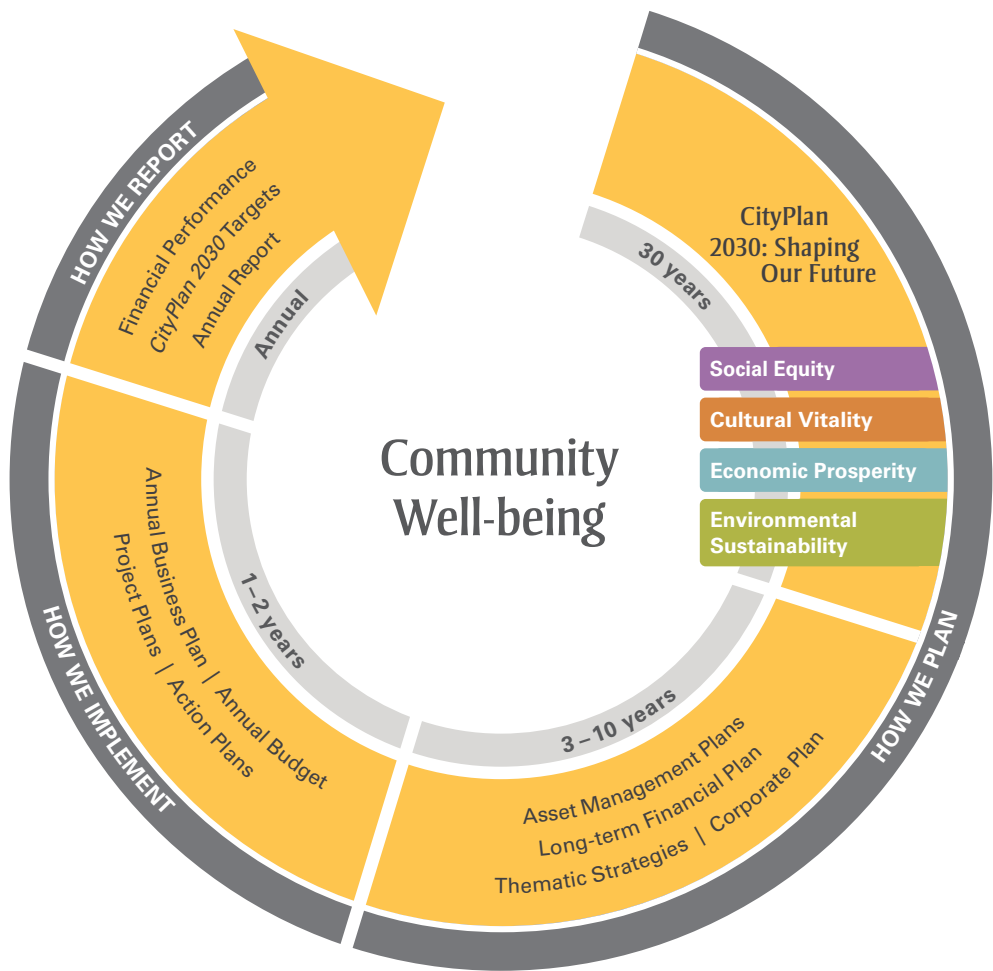 Community
Well-being
CityPlan
2030: Shaping
Our Future
30 years
Social Equity
Cultural Vitality
Economic Prosperity
Environmental
Sustainability
HOW WE PLAN
3 – 10 years
Asset Management Plans
Long-term Financial Plan
Thematic Strategies | Corporate Plan
HOW WE IMPLEMENT
1 – 2 years
Annual Business Plan | Annual Budget
Project Plans | Action Plans
HOW WE REPORT
Annual
Financial Performance
CityPlan 2030 Targets
Annual Report